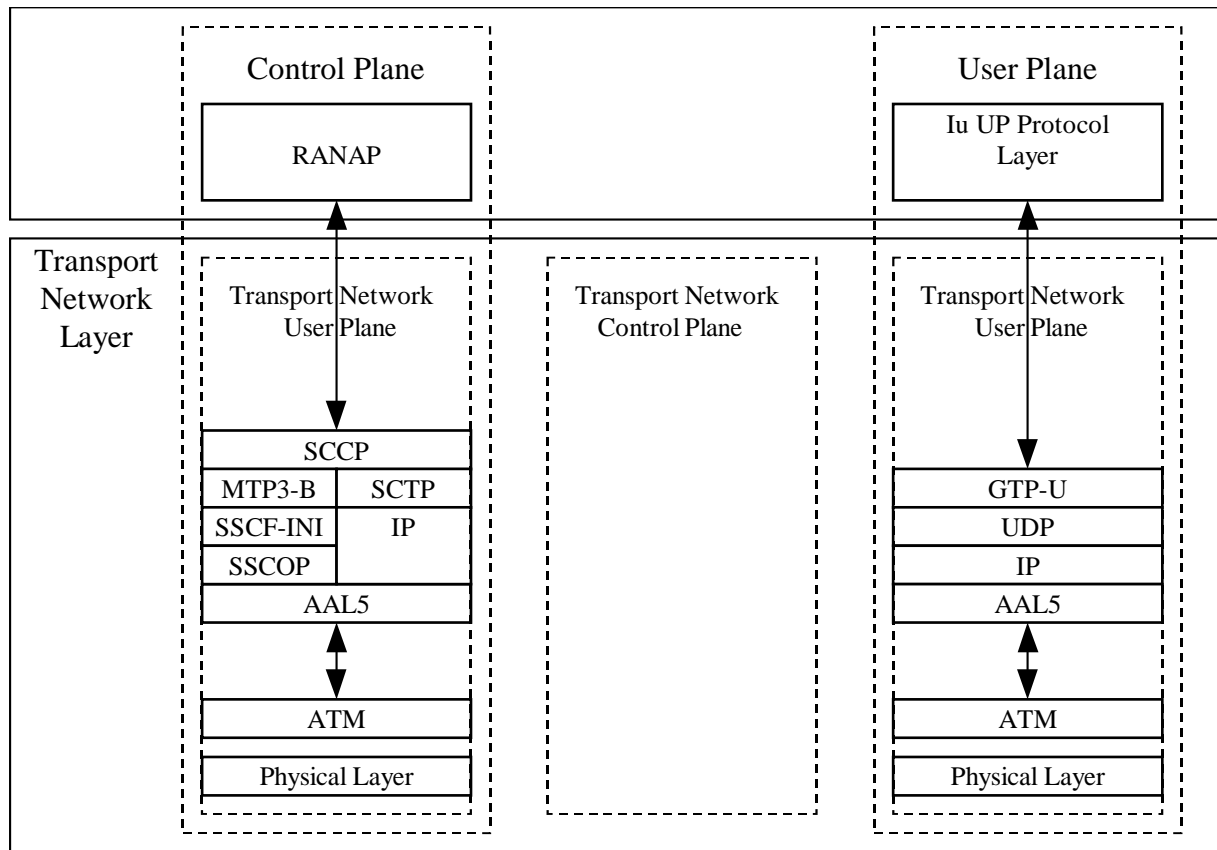 Control Plane
User Plane
RANAP
Iu UP Protocol
Layer
Transport
Network
Layer
Transport Network
User Plane
Transport Network
Control Plane
Transport Network
User Plane
SCCP
MTP3-B
SCTP
SSCF-INI
IP
SSCOP
AAL5
ATM
Physical Layer
GTP-U
UDP
IP
AAL5
ATM
Physical Layer